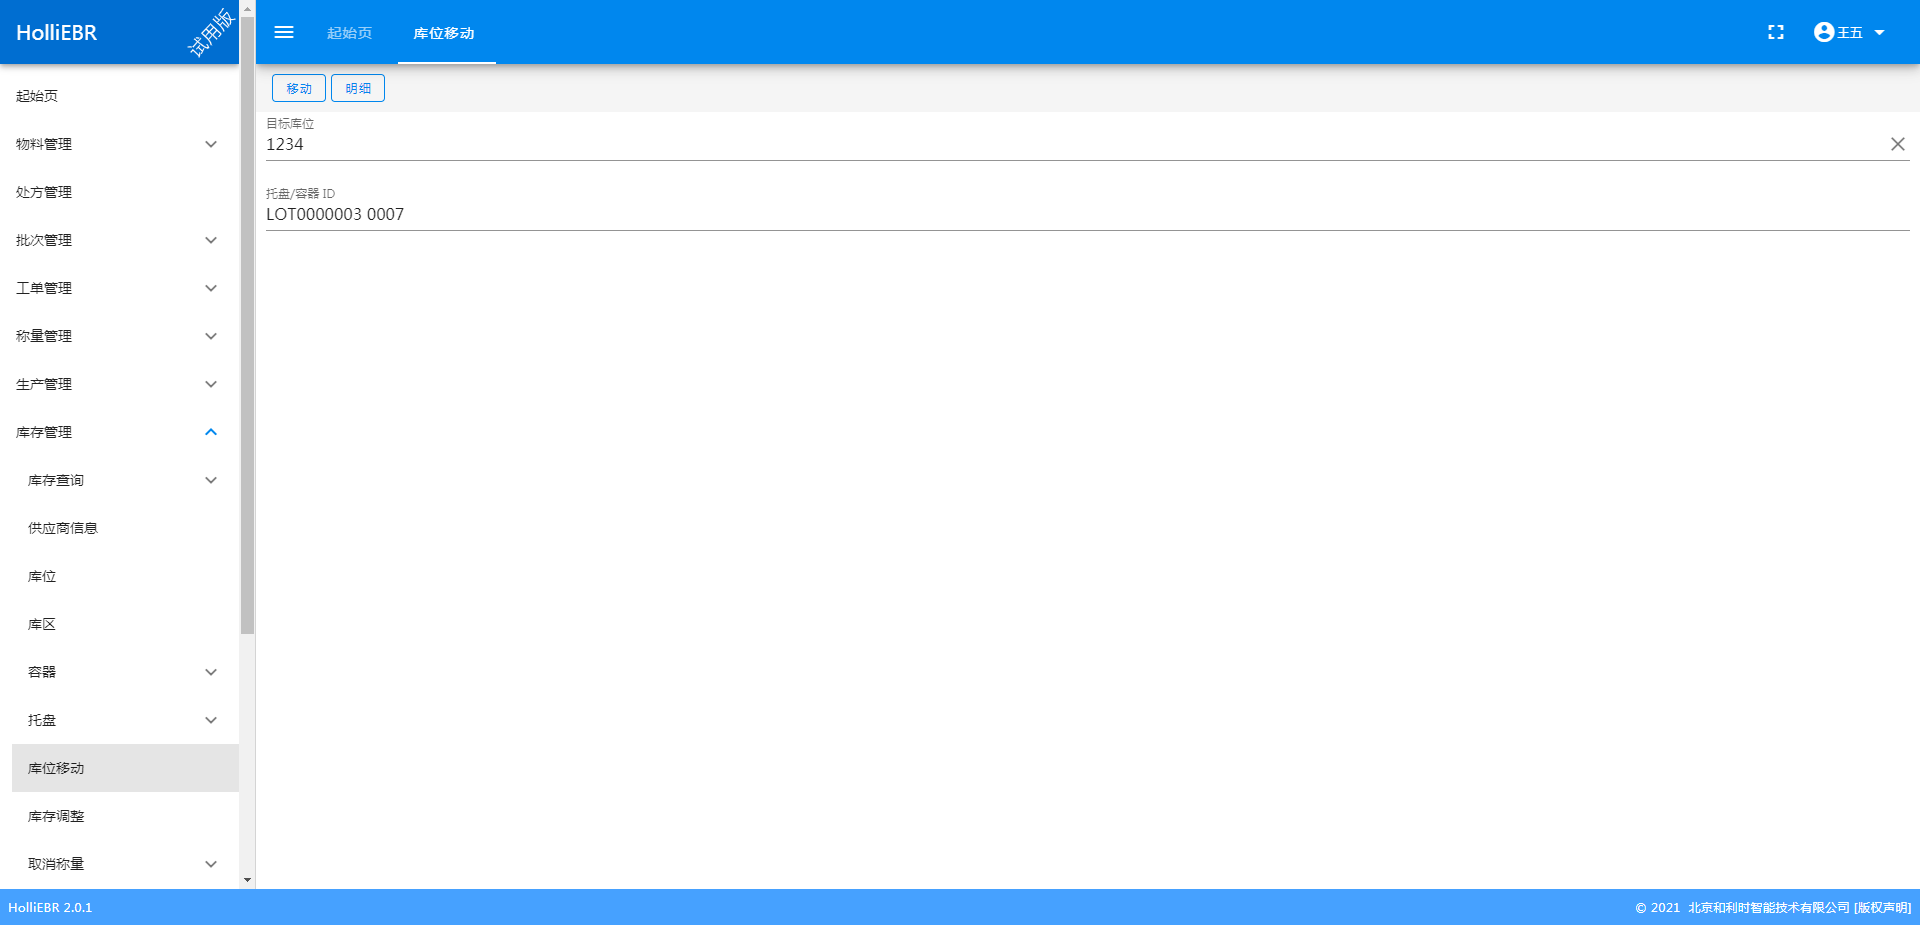 HolliEBR
试用版
起始页
库位移动
王五
起始页
物料管理
处方管理
批次管理
工单管理
称量管理
生产管理
库存管理
库存查询
供应商信息
库位
库区
容器
托盘
库位移动
库存调整
取消称量
移动
明细
目标库位
1234
托盘/容器 ID
LOT0000003 0007
HolliEBR 2.0.1
© 2021 北京和利时智能技术有限公司 [版权声明]